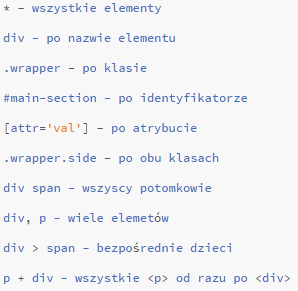 * – wszystkie elementy
div – po nazwie elementu
.wrapper – po klasie
#main-section – po identyfikatorze
[attr='val'] – po atrybucie
.wrapper.side – po obu klasach
div span – wszyscy potomkowie
div, p – wiele elemetów
div > span – bezpośrednie dzieci
p + div – wszystkie <p> od razu po <div>